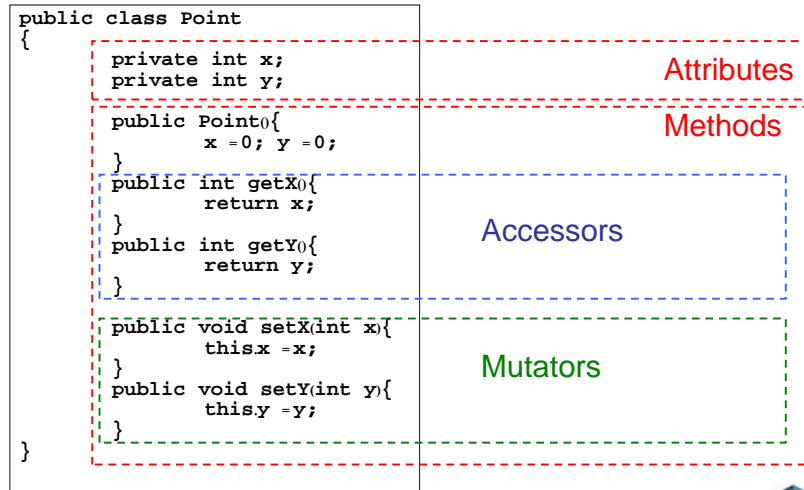 public class Point
{
private int x;
private int y;
Attributes
public Point(){
Methods
x =0; y =0;
}
public int getX(){
return x;
}
Accessors
public int getY(){
return y;
}
public void setX(int x){
this.x =x;
}
Mutators
public void setY(int y){
this.y =y;
}
}